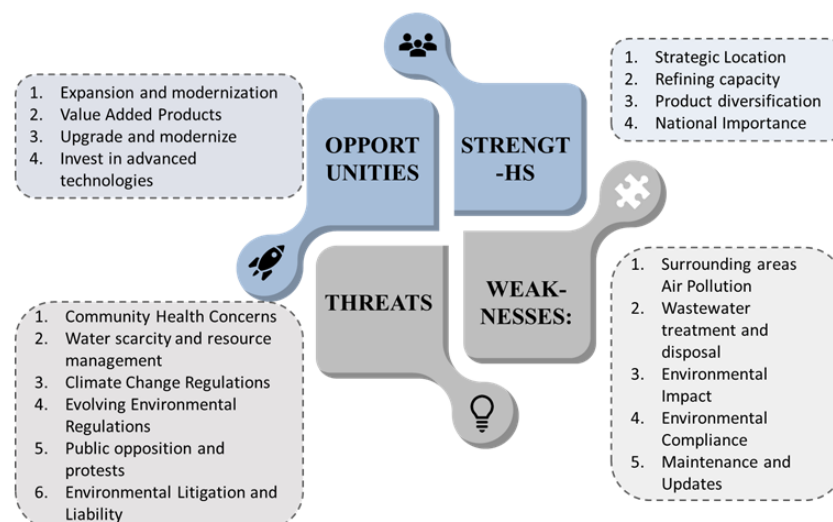 1. Strategic Location
2. Refining capacity
3. Product diversification
4. National Importance
1. Expansion and modernization
2. Value Added Products
3. Upgrade and modernize
4. Invest in advanced
technologies
OPPORT
UNITIES
STRENGT
-HS
THREATS
WEAK-
NESSES:
1. Surrounding areas
Air Pollution
2. Wastewater
treatment and
disposal
3. Environmental
Impact
4. Environmental
Compliance
5. Maintenance and
Updates
1. Community Health Concerns
2. Water scarcity and resource
management
3. Climate Change Regulations
4. Evolving Environmental
Regulations
5. Public opposition and
protests
6. Environmental Litigation and
Liability